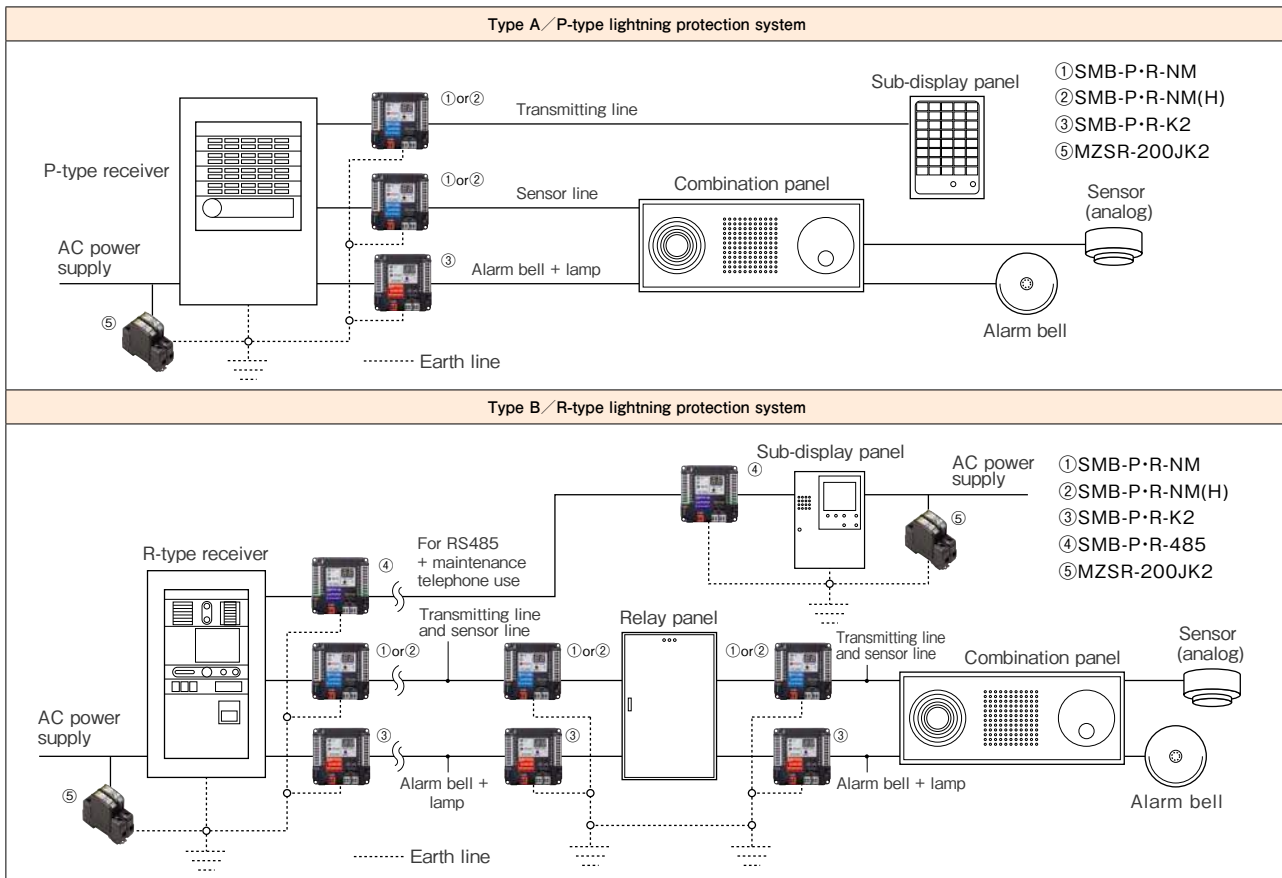 Type A／P-type lightning protection system
①or②
Transmitting line
Sub-display panel
①SMB-P･R-NM
②SMB-P･R-NM(H)
③SMB-P･R-K2
⑤MZSR-200JK2
P-type receiver
①or②
Sensor line
Combination panel
Sensor
(analog)
AC power
supply
③
Alarm bell + lamp
⑤
Alarm bell
Earth line
Type B／R-type lightning protection system
④
Sub-display panel
AC power
supply
⑤
①SMB-P･R-NM
②SMB-P･R-NM(H)
③SMB-P･R-K2
④SMB-P･R-485
⑤MZSR-200JK2
R-type receiver
④
For RS485
+ maintenance
telephone use
Transmitting line
and sensor line
①or②
①or②
Relay panel
①or②
Transmitting line
and sensor line
Combination panel
Sensor
(analog)
AC power
supply
③
③
③
⑤
Alarm bell +
lamp
Alarm bell + lamp
Alarm bell
Earth line